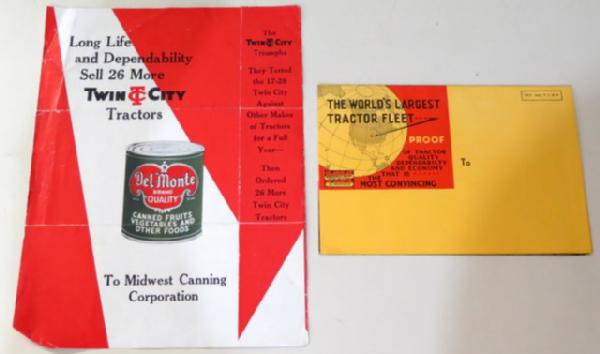 Long Life
and Dependability
Sell 26 More
TWIN TC CITY
Tractors
Del Monte
BRAND
QUALITY
CANNED FRUITS,
VEGETABLES AND
OTHER FOODS
To Midwest Canning
Corporation
The
TWIN CITY
Triumphs
They Tested
the 17-28
Twin City
Against
Other Makes
of Tractors
for a Full
Year—
Then
Ordered
26 More
Twin City
Tractors
THE WORLD'S LARGEST
TRACTOR FLEET
PROOF
OF TRACTOR
QUALITY
DEPENDABILITY
AND ECONOMY
THAT IS
THE
MOST CONVINCING
To